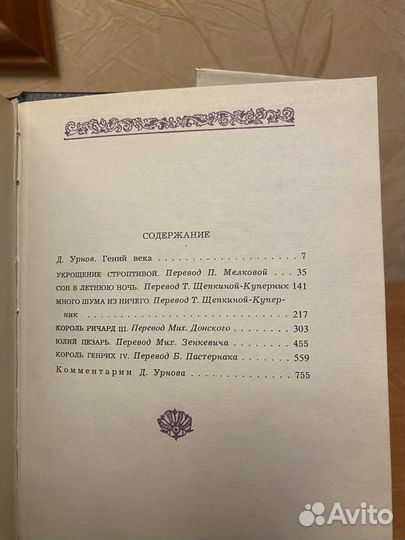 СОДЕРЖАНИЕ
Д. Урнов. Гений века . . . . . . . . . . . . . . . . . . . 7
УКРОЩЕНИЕ СТРОПТИВОЙ. Перевод П. Мелковой . . . 35
СОН В ЛЕТНЮЮ НОЧЬ. Перевод Т. Щепкиной-Куперник 141
МНОГО ШУМА ИЗ НИЧЕГО. Перевод Т. Щепкиной-Купер-
ник . . . . . . . . . . . . . . . . . . . . . . . 217
КОРОЛЬ РИЧАРД III. Перевод Мих. Донского . . . . . . 303
ЮЛИЙ ЦЕЗАРЬ. Перевод Мих. Зенкевича . . . . . . . 455
КОРОЛЬ ГЕНРИХ IV. Перевод Б. Пастернака . . . . . . 559
Комментарии Д. Урнова . . . . . . . . . . . . . . . 755
Avito